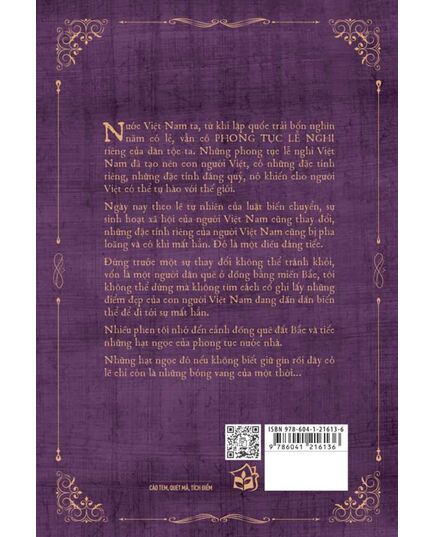 Nước Việt Nam ta, từ khi lập quốc trải bốn nghìn
năm có lẻ, vẫn có PHONG TỤC LỄ NGHI
riêng của dân tộc ta. Những phong tục lễ nghi Việt
Nam đã tạo nên con người Việt, có những đặc tính
riêng, những đặc tính đáng quý, nó khiến cho người
Việt có thể tự hào với thế giới.
Ngày nay theo lẽ tự nhiên của luật biến chuyển, sự
sinh hoạt xã hội của người Việt Nam cũng thay đổi,
những đặc tính riêng của người Việt Nam cũng bị pha
loãng và có khi mất hẳn. Đó là một điều đáng tiếc.
Đứng trước một sự thay đổi không thể tránh khỏi,
vốn là một người dân quê ở đồng bằng miền Bắc, tôi
không thể dửng mà không tìm cách cố ghi lấy những
điểm đẹp của con người Việt Nam đang dần dần biến
thể để đi tới sự mất hẳn.
Nhiều phen tôi nhớ đến cảnh đồng quê đất Bắc và tiếc
những hạt ngọc của phong tục nước nhà.
Những hạt ngọc đó nếu không biết giữ gìn rồi đây có
lẽ chỉ còn là những bóng vang của một thời...
ISBN 978-604-1-21613-6
9 786041 216136
CÀO TEM, QUÉT MÃ, TÍCH ĐIỂM